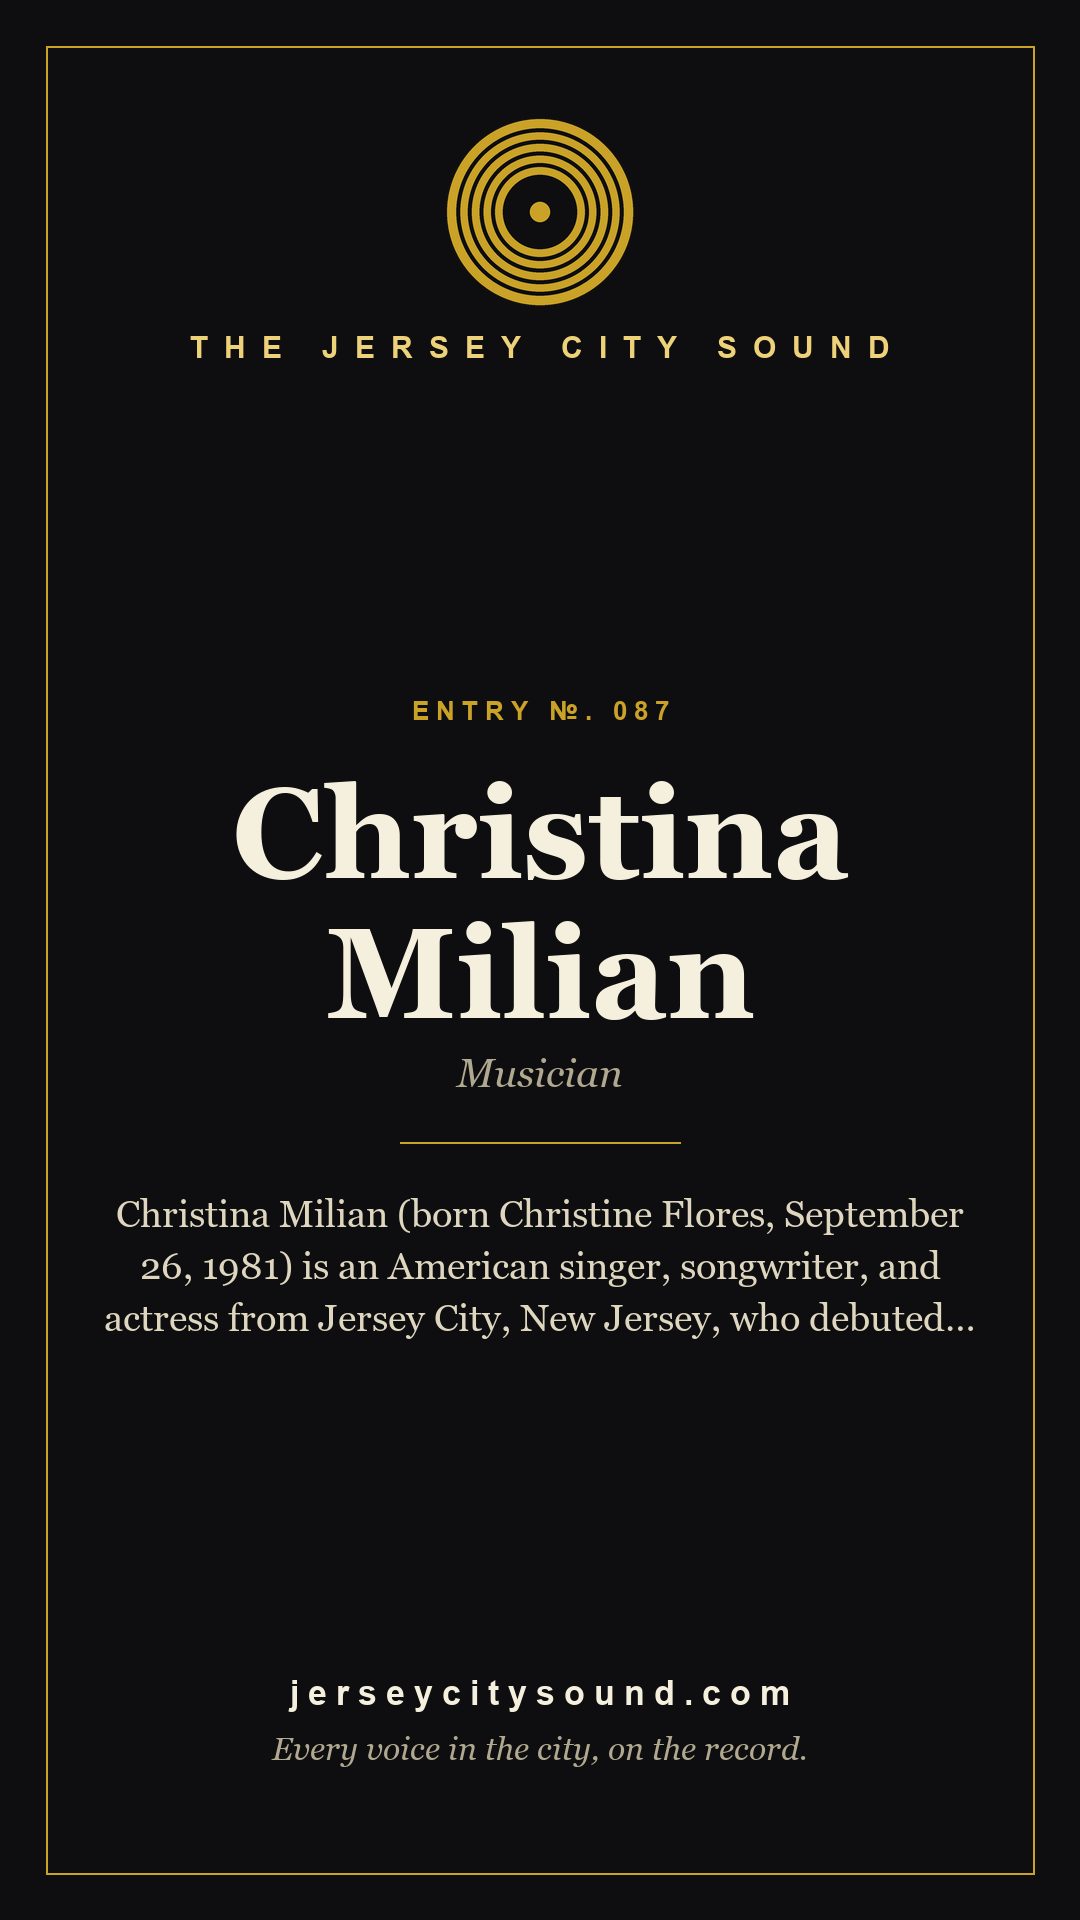 THE JERSEY CITY SOUND
ENTRY №. 087
Christina
Milian
Musician
Christina Milian (born Christine Flores, September
26, 1981) is an American singer, songwriter, and
actress from Jersey City, New Jersey, who debuted...
jerseycitysound.com
Every voice in the city, on the record.